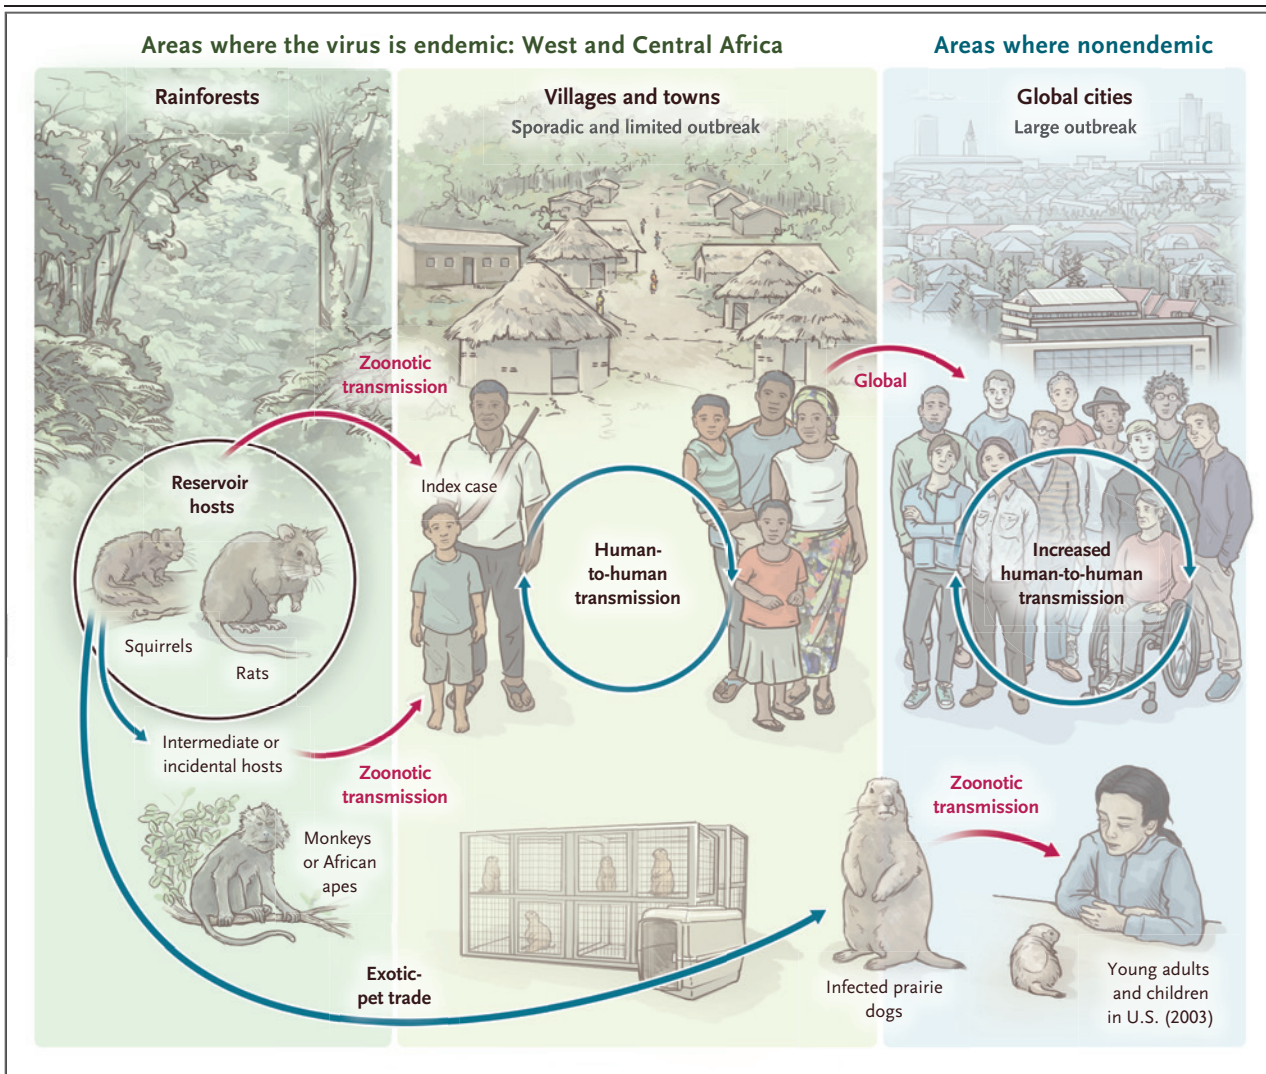 Areas where the virus is endemic: West and Central Africa
Areas where nonendemic
Rainforests
Villages and towns
Sporadic and limited outbreak
Global cities
Large outbreak
Zoonotic
transmission
Global
Reservoir
hosts
Index case
Squirrels
Rats
Human-
to-human
transmission
Increased
human-to-human
transmission
Intermediate or
incidental hosts
Zoonotic
transmission
Monkeys
or African
apes
Exotic-
pet trade
Zoonotic
transmission
Infected prairie
dogs
Young adults
and children
in U.S. (2003)